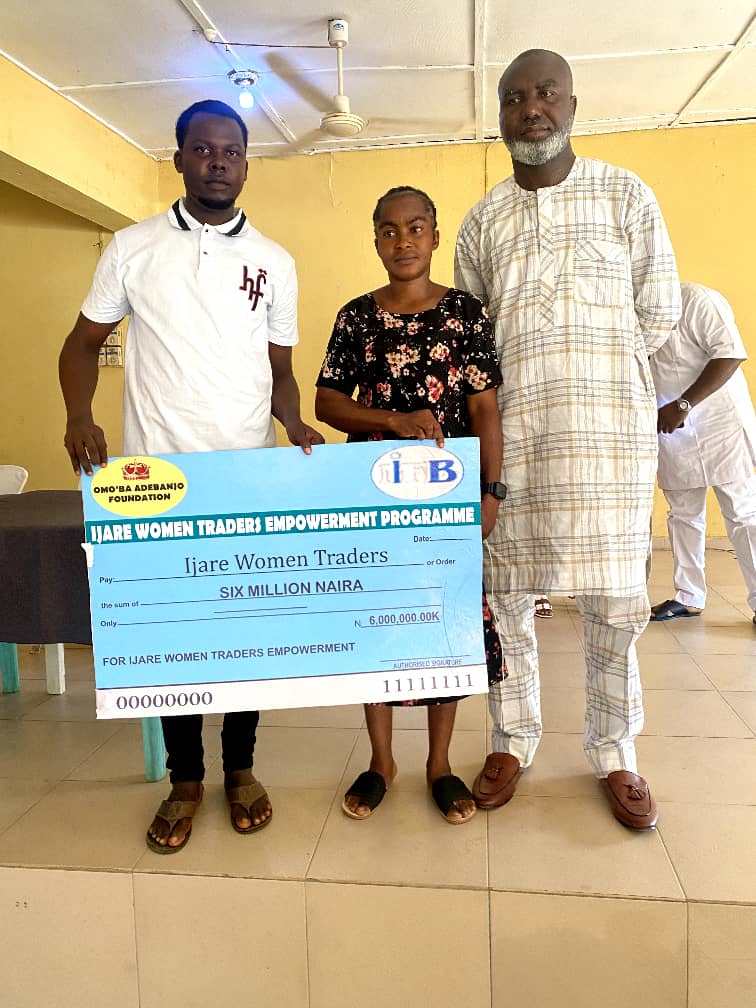 OMO'BA ADEBANJO
FOUNDATION
IJARE WOMEN TRADERS EMPOWERMENT PROGRAMME
Date:
Pay: Ijare Women Traders or Order
the sum of SIX MILLION NAIRA
Only N 6,000,000.00K
FOR IJARE WOMEN TRADERS EMPOWERMENT
AUTHORISED SIGNATURE
00000000 11111111